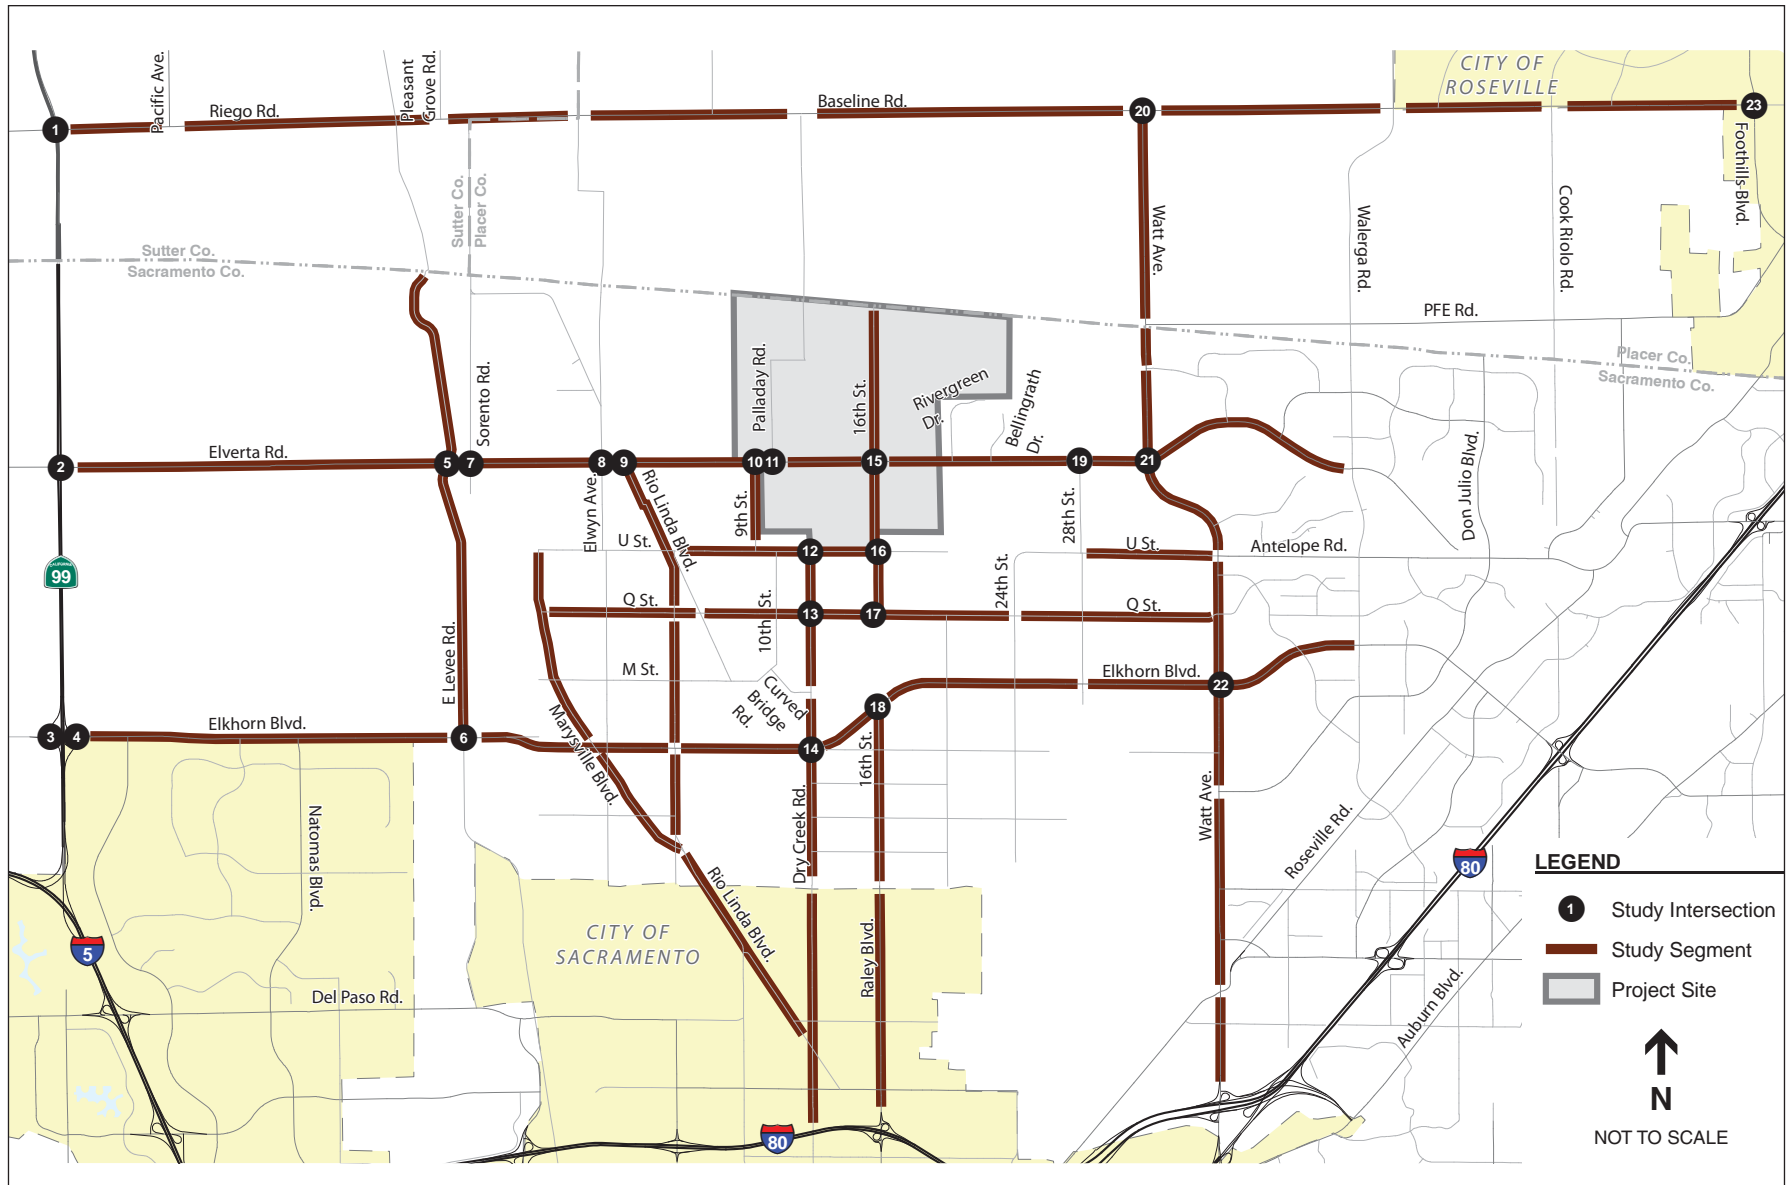 CITY OF
ROSEVILLE
Pacific Ave.
Pleasant
Grove Rd.
Riego Rd.
Baseline Rd.
1
20
23
Foothills Blvd.
Sutter Co.
Placer Co.
Watt Ave.
Walerga Rd.
Cook Riolo Rd.
Sutter Co.
Sacramento Co.
PFE Rd.
Placer Co.
Sacramento Co.
Palladay Rd.
16th St.
Rivergreen
Dr.
Bellingrath
Dr.
Sorento Rd.
Elverta Rd.
Don Julio Blvd.
2
5
7
8
9
10
11
15
19
21
Elwyn Ave.
Rio Linda Blvd.
9th St.
28th St.
U St.
12
16
U St.
Antelope Rd.
CALIFORNIA
99
24th St.
Q St.
10th St.
13
17
Q St.
E Levee Rd.
M St.
Curved
Bridge
Rd.
Elkhorn Blvd.
22
18
Marysville Blvd.
Elkhorn Blvd.
3
4
6
14
16th St.
Natomas Blvd.
Dry Creek Rd.
Watt Ave.
Roseville Rd.
80
LEGEND
1
Study Intersection
Study Segment
Project Site
N
NOT TO SCALE
Rio Linda Blvd.
CITY OF
SACRAMENTO
Raley Blvd.
5
Del Paso Rd.
Auburn Blvd.
80